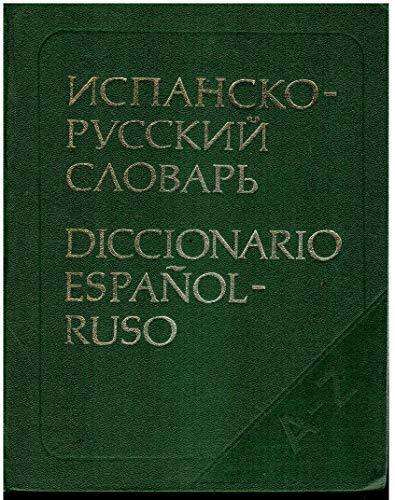 ИСПАНСКО-
РУССКИЙ
СЛОВАРЬ
DICCIONARIO
ESPAÑOL-
RUSO
A-Z